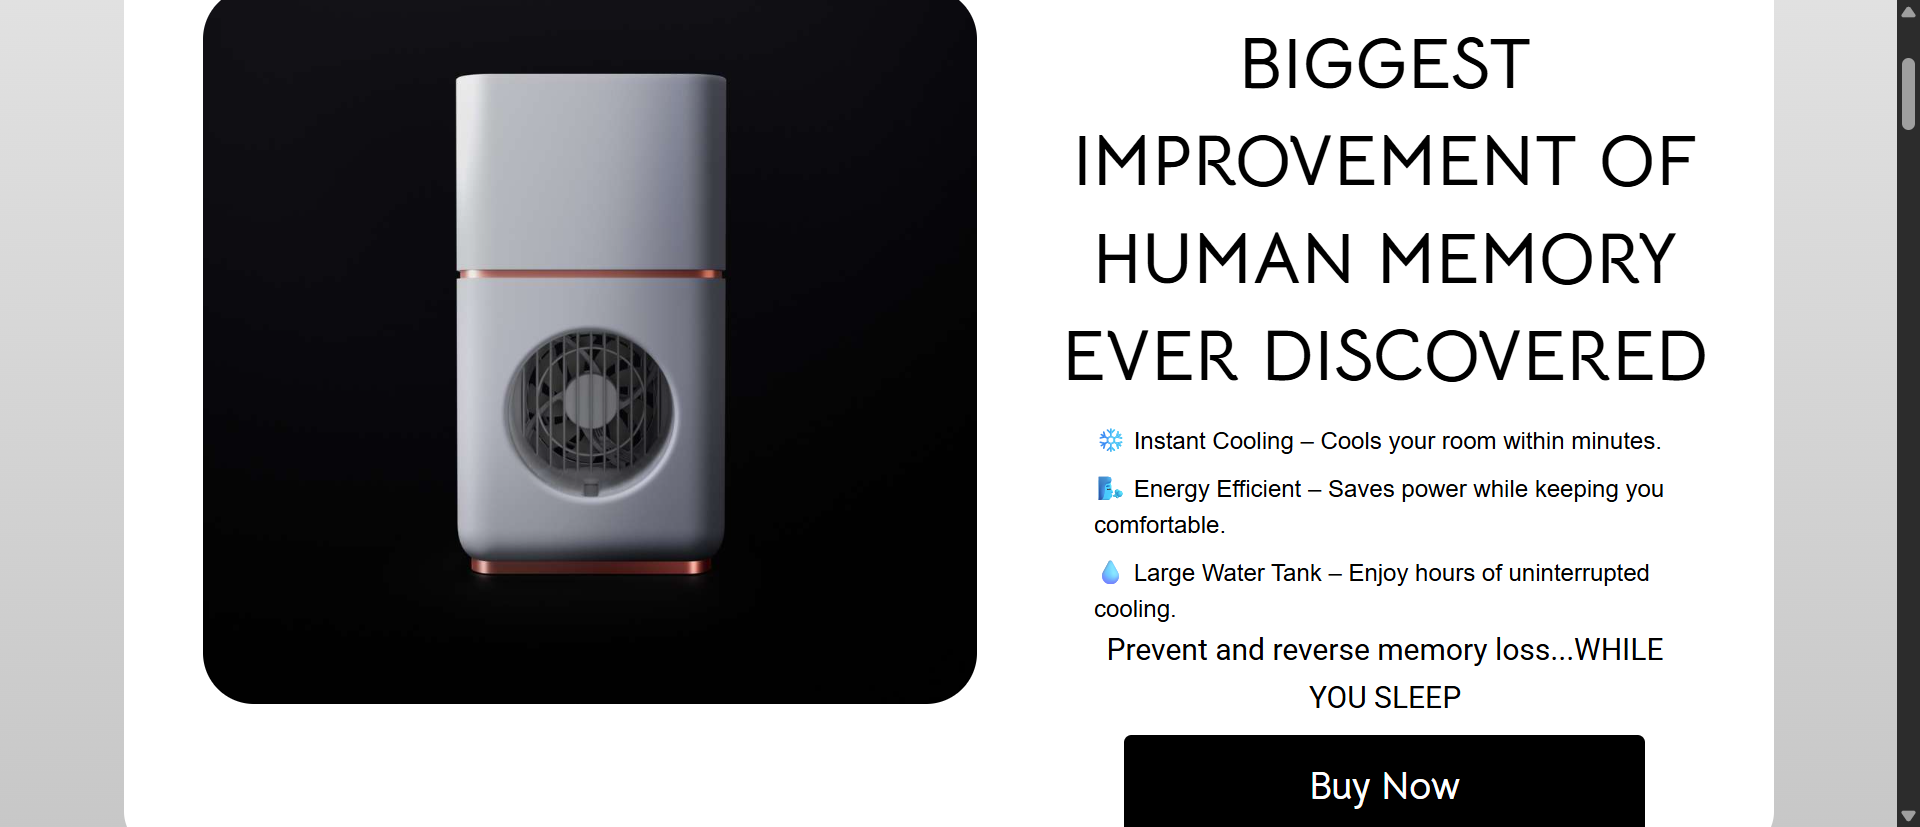 BIGGEST
IMPROVEMENT OF
HUMAN MEMORY
EVER DISCOVERED
❄️ Instant Cooling – Cools your room within minutes.
🌬️ Energy Efficient – Saves power while keeping you
comfortable.
💧 Large Water Tank – Enjoy hours of uninterrupted
cooling.
Prevent and reverse memory loss...WHILE
YOU SLEEP
Buy Now